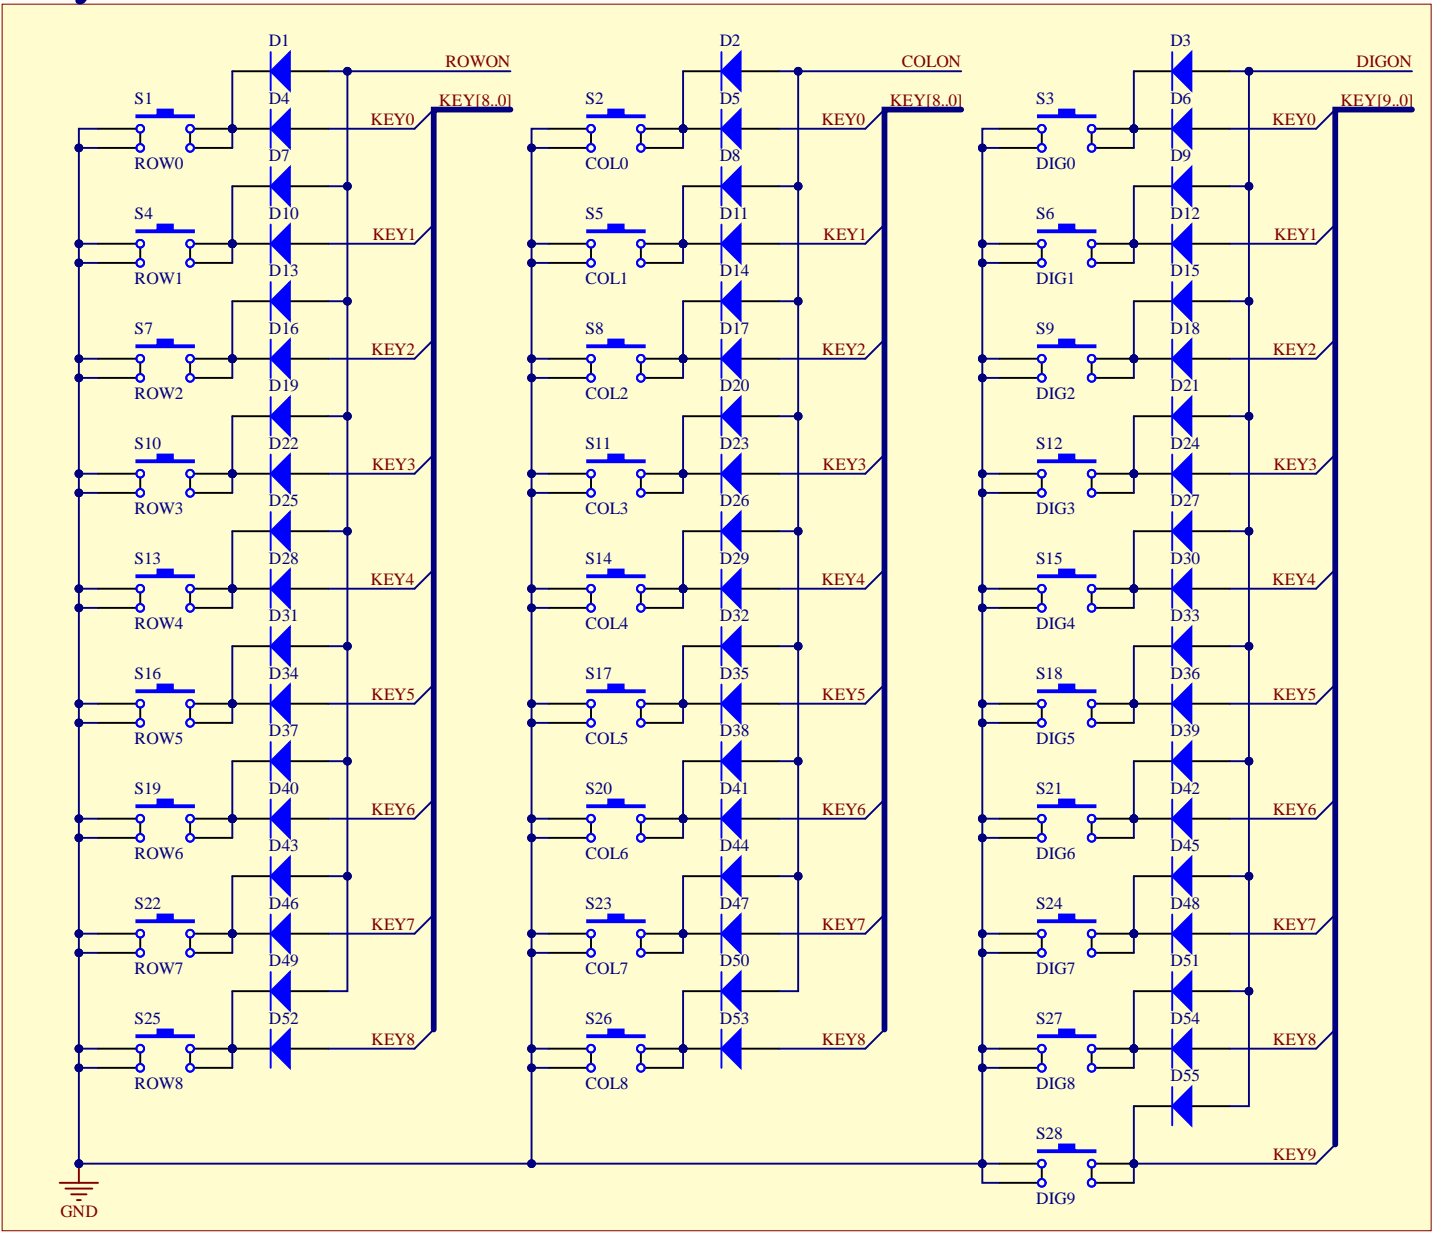 D1 D2 D3
ROWON COLON DIGON
S1 D4 KEY[8..0] S2 D5 KEY[8..0] S3 D6 KEY[9..0]
KEY0 KEY0 KEY0
ROW0 D7 COL0 D8 DIG0 D9
S4 D10 S5 D11 S6 D12
KEY1 KEY1 KEY1
ROW1 D13 COL1 D14 DIG1 D15
S7 D16 S8 D17 S9 D18
KEY2 KEY2 KEY2
ROW2 D19 COL2 D20 DIG2 D21
S10 D22 S11 D23 S12 D24
KEY3 KEY3 KEY3
ROW3 D25 COL3 D26 DIG3 D27
S13 D28 S14 D29 S15 D30
KEY4 KEY4 KEY4
ROW4 D31 COL4 D32 DIG4 D33
S16 D34 S17 D35 S18 D36
KEY5 KEY5 KEY5
ROW5 D37 COL5 D38 DIG5 D39
S19 D40 S20 D41 S21 D42
KEY6 KEY6 KEY6
ROW6 D43 COL6 D44 DIG6 D45
S22 D46 S23 D47 S24 D48
KEY7 KEY7 KEY7
ROW7 D49 COL7 D50 DIG7 D51
S25 D52 S26 D53 S27 D54
KEY8 KEY8 KEY8
ROW8 COL8 DIG8 D55
S28
KEY9
DIG9
GND